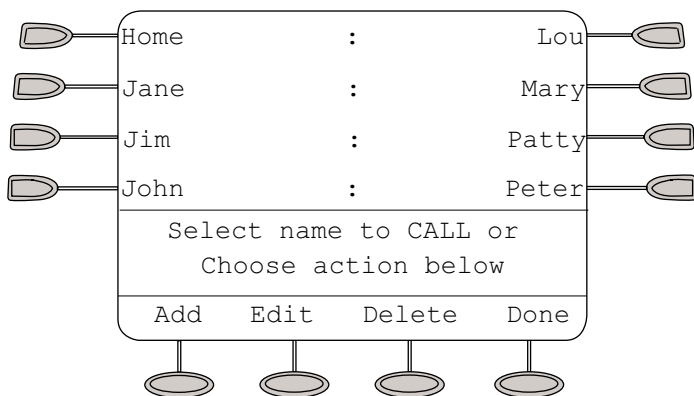 Home : Lou
Jane : Mary
Jim : Patty
John : Peter
Select name to CALL or
Choose action below
Add Edit Delete Done